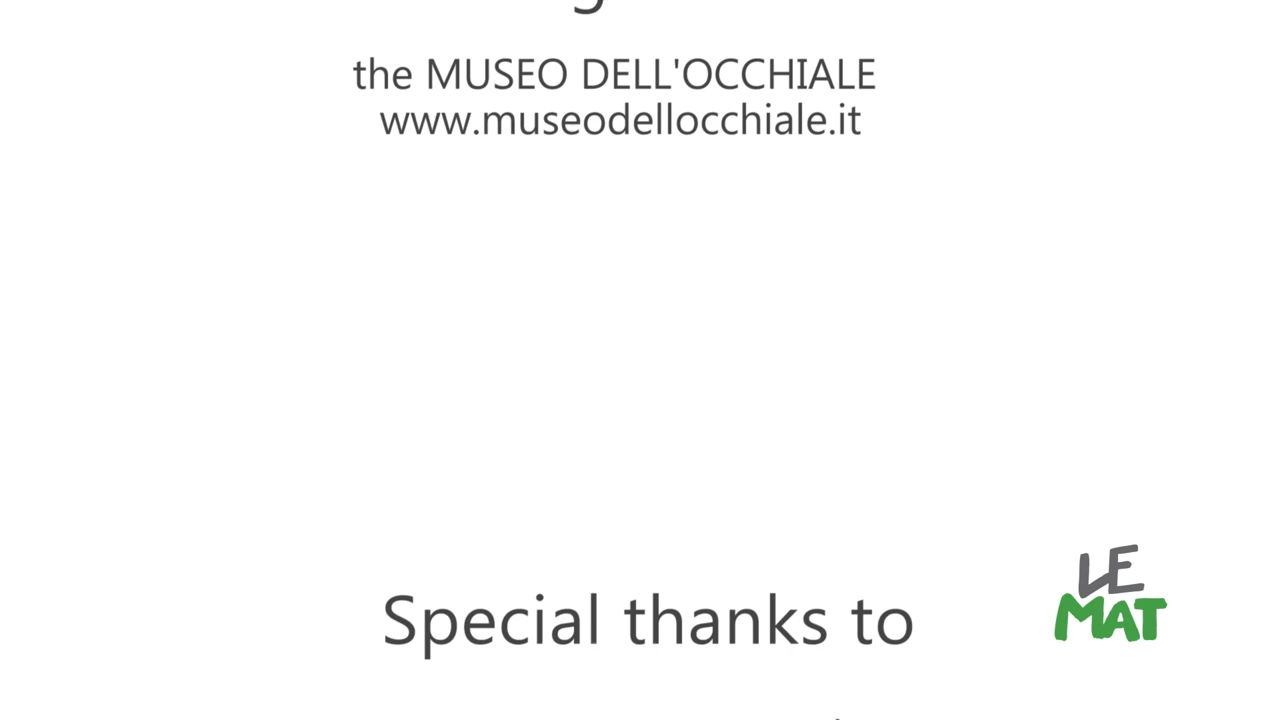 the MUSEO DELL'OCCHIALE
www.museodellocchiale.it
LE
MAT
Special thanks to